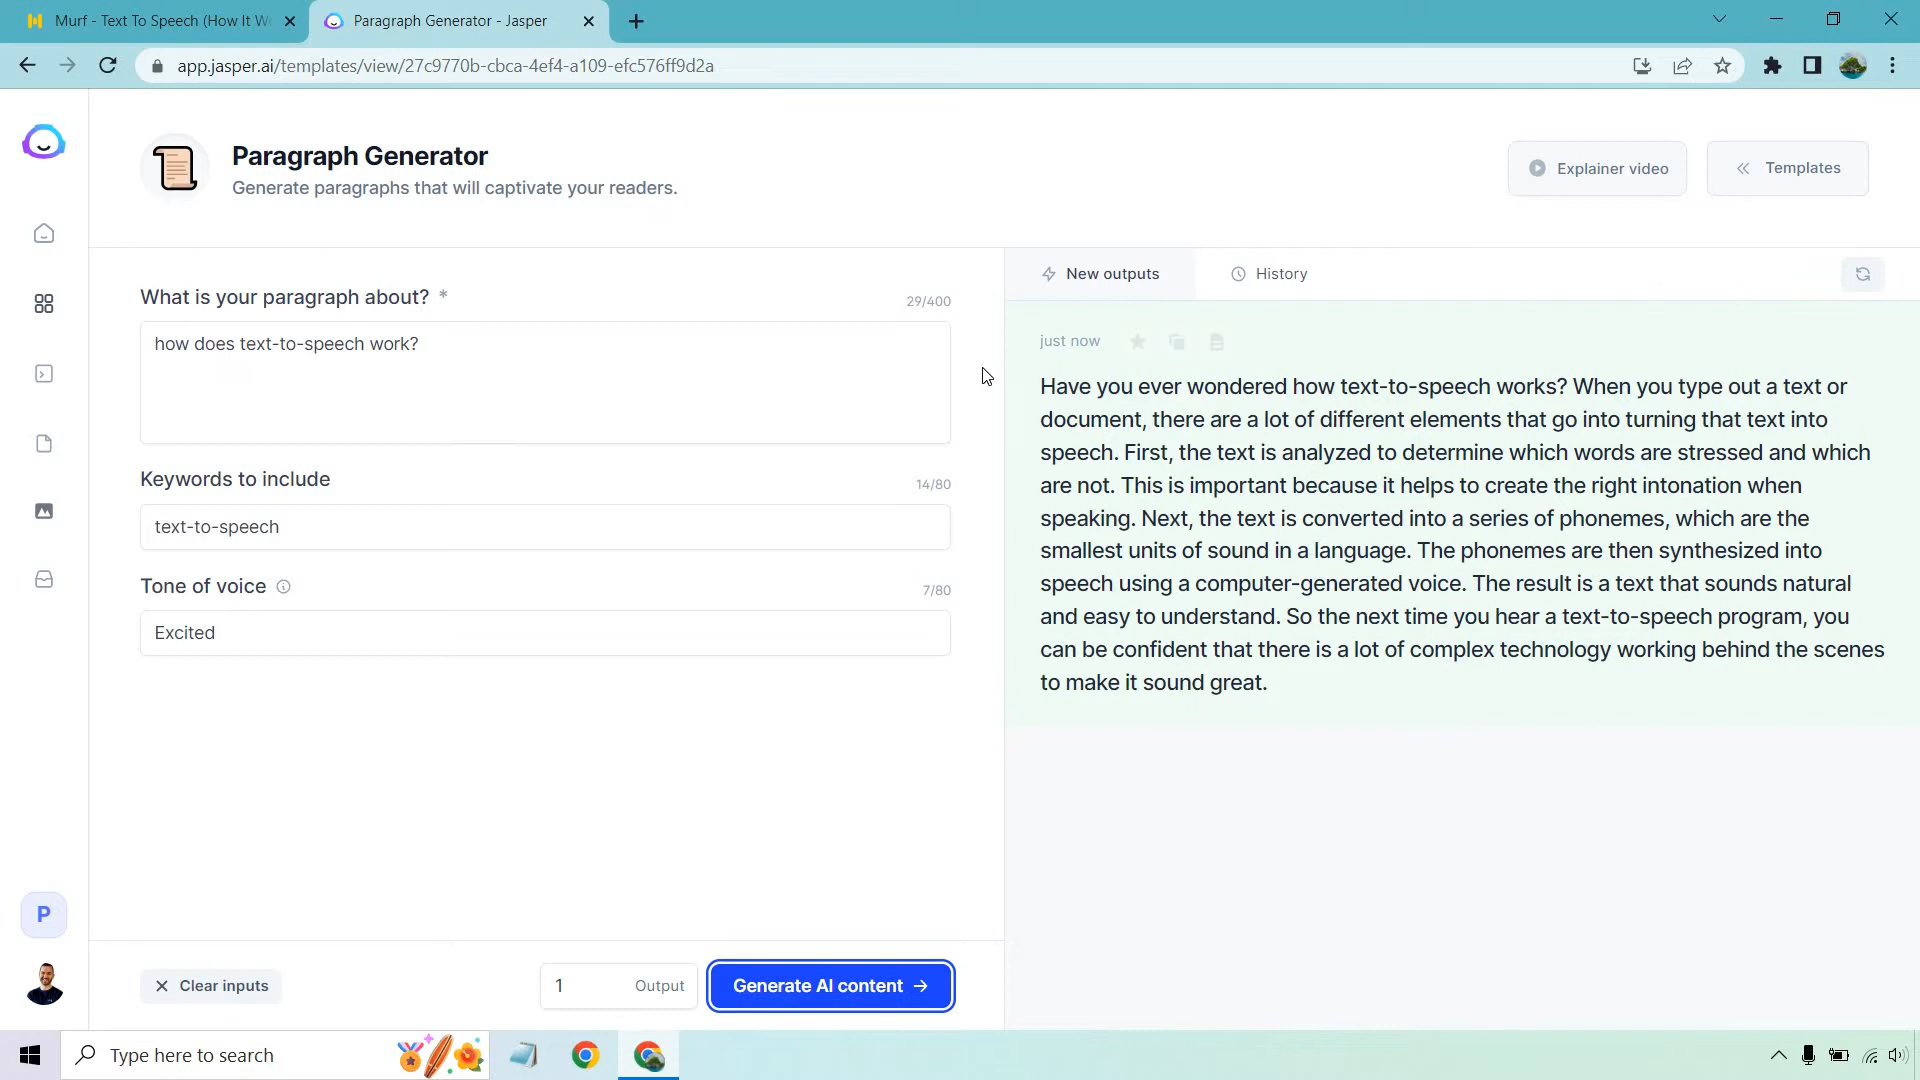 Murf - Text To Speech (How It W
Paragraph Generator - Jasper
app.jasper.ai/templates/view/27c9770b-cbca-4ef4-a109-efc576ff9d2a
Paragraph Generator
Generate paragraphs that will captivate your readers.
Explainer video
Templates
What is your paragraph about? *
29/400
how does text-to-speech work?
Keywords to include
14/80
text-to-speech
Tone of voice
7/80
Excited
Clear inputs
1 Output
Generate AI content →
P
New outputs
History
just now
Have you ever wondered how text-to-speech works? When you type out a text or
document, there are a lot of different elements that go into turning that text into
speech. First, the text is analyzed to determine which words are stressed and which
are not. This is important because it helps to create the right intonation when
speaking. Next, the text is converted into a series of phonemes, which are the
smallest units of sound in a language. The phonemes are then synthesized into
speech using a computer-generated voice. The result is a text that sounds natural
and easy to understand. So the next time you hear a text-to-speech program, you
can be confident that there is a lot of complex technology working behind the scenes
to make it sound great.
Type here to search